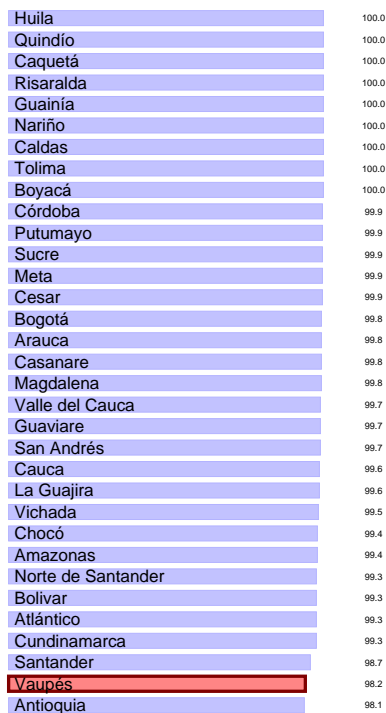 Huila 100.0
Quindío 100.0
Caquetá 100.0
Risaralda 100.0
Guainía 100.0
Nariño 100.0
Caldas 100.0
Tolima 100.0
Boyacá 100.0
Córdoba 99.9
Putumayo 99.9
Sucre 99.9
Meta 99.9
Cesar 99.9
Bogotá 99.8
Arauca 99.8
Casanare 99.8
Magdalena 99.8
Valle del Cauca 99.7
Guaviare 99.7
San Andrés 99.7
Cauca 99.6
La Guajira 99.6
Vichada 99.5
Chocó 99.4
Amazonas 99.4
Norte de Santander 99.3
Bolivar 99.3
Atlántico 99.3
Cundinamarca 99.3
Santander 98.7
Vaupés 98.2
Antioquia 98.1